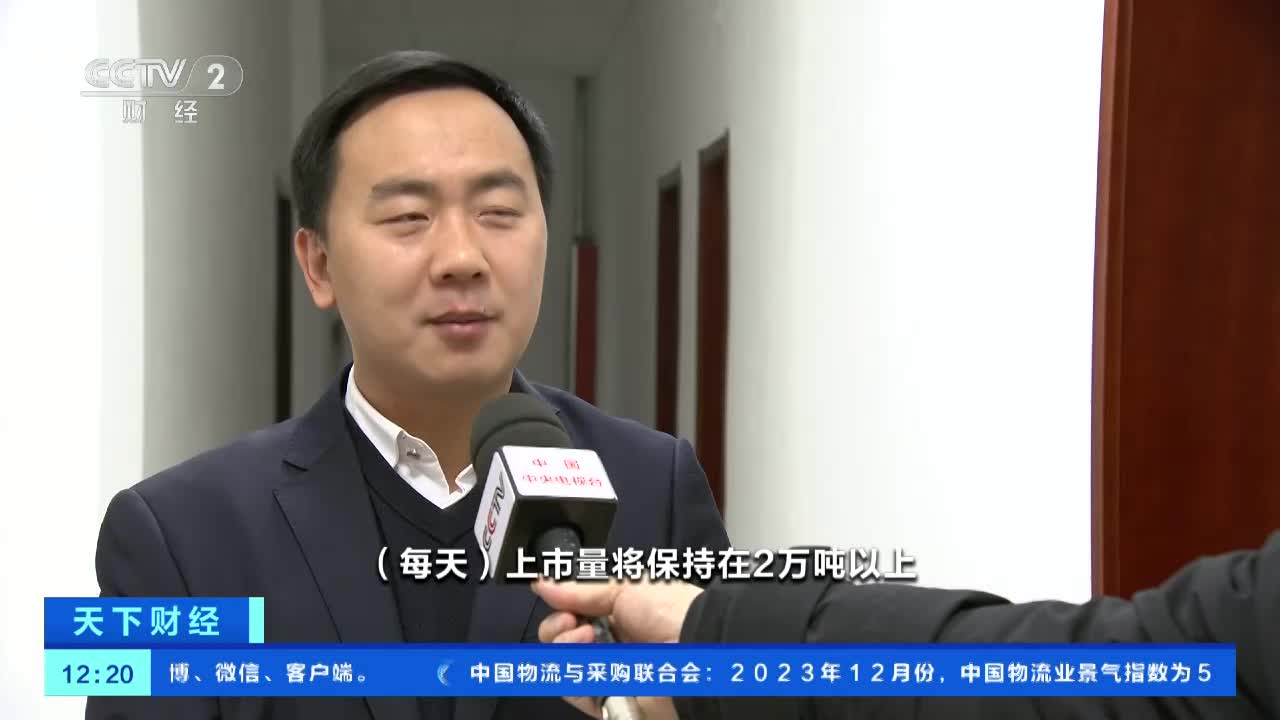 CCTV 2
财 经
中 国
中央电视台
CCTV
（每天）上市量将保持在2万吨以上
天下财经
12:20
博、微信、客户端。 中国物流与采购联合会：2023年12月份，中国物流业景气指数为5